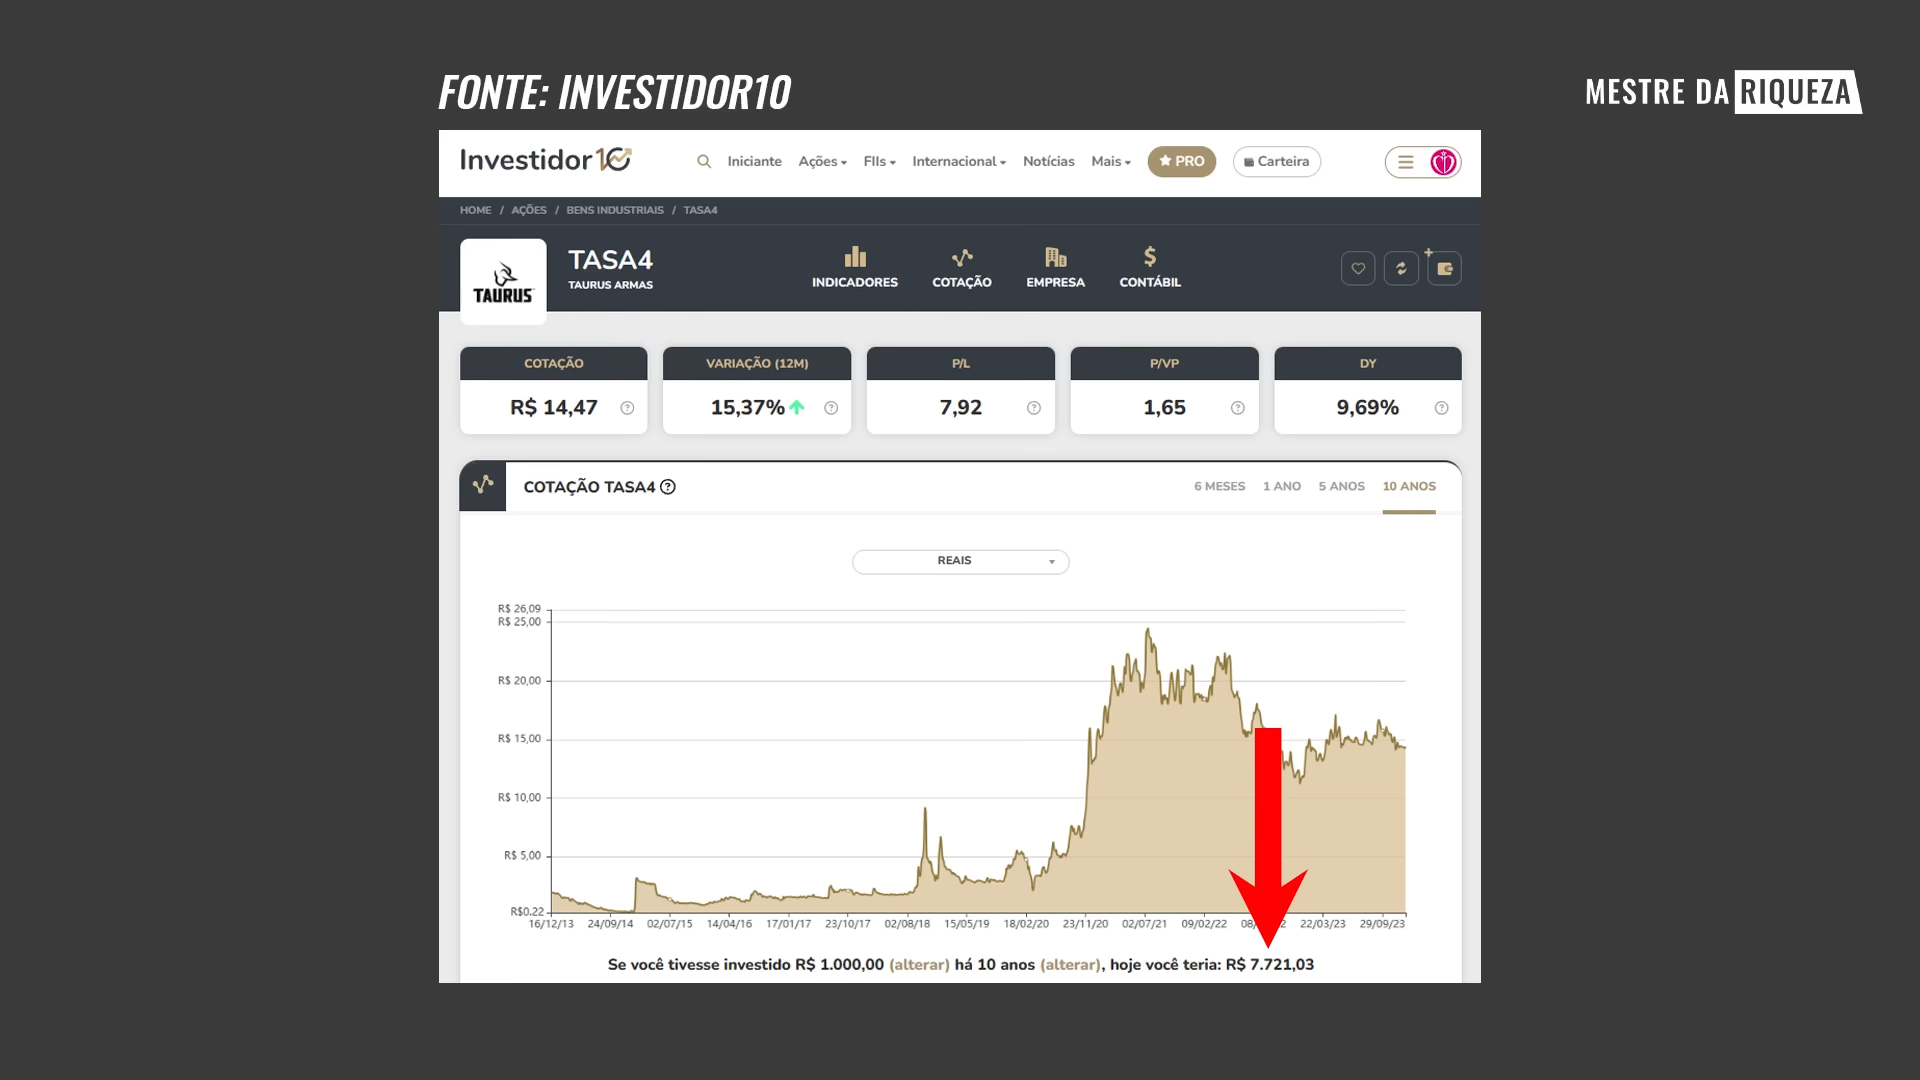 FONTE: INVESTIDOR10
MESTRE DA RIQUEZA
Investidor10
Iniciante Ações FIIs Internacional Notícias Mais PRO Carteira
HOME / AÇÕES / BENS INDUSTRIAIS / TASA4
TAURUS
TASA4
TAURUS ARMAS
INDICADORES COTAÇÃO EMPRESA CONTÁBIL
COTAÇÃO VARIAÇÃO (12M) P/L P/VP DY
R$ 14,47 15,37% 7,92 1,65 9,69%
COTAÇÃO TASA4
6 MESES 1 ANO 5 ANOS 10 ANOS
REAIS
R$ 26,09
R$ 25,00
R$ 20,00
R$ 15,00
R$ 10,00
R$ 5,00
R$0,22
16/12/13 24/09/14 02/07/15 14/04/16 17/01/17 23/10/17 02/08/18 15/05/19 18/02/20 23/11/20 02/07/21 09/02/22 22/03/23 29/09/23
Se você tivesse investido R$ 1.000,00 (alterar) há 10 anos (alterar), hoje você teria: R$ 7.721,03